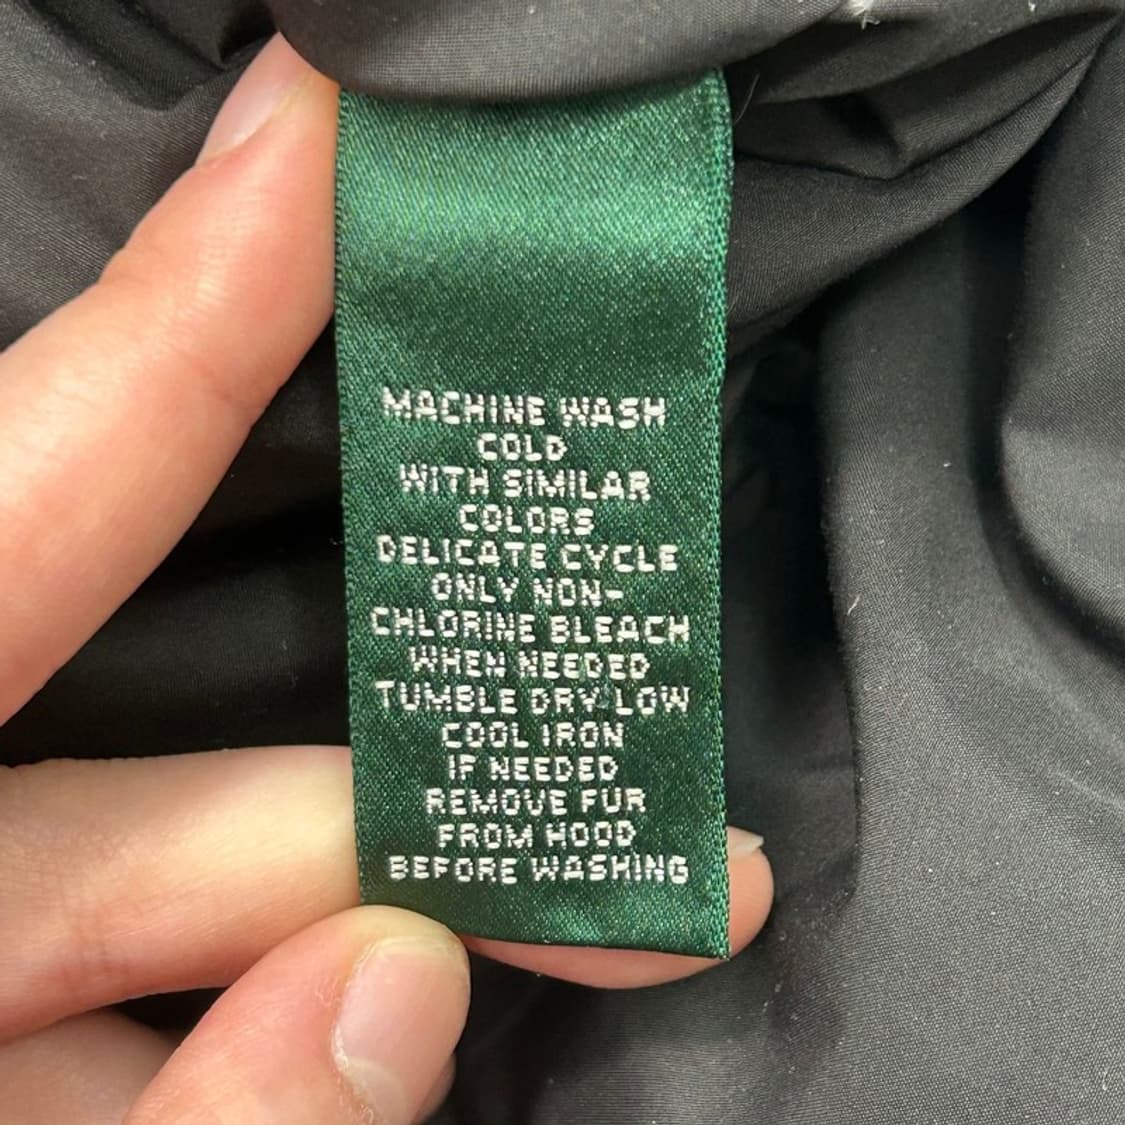 MACHINE WASH
COLD
WITH SIMILAR
COLORS
DELICATE CYCLE
ONLY NON-
CHLORINE BLEACH
WHEN NEEDED
TUMBLE DRY LOW
COOL IRON
IF NEEDED
REMOVE FUR
FROM HOOD
BEFORE WASHING